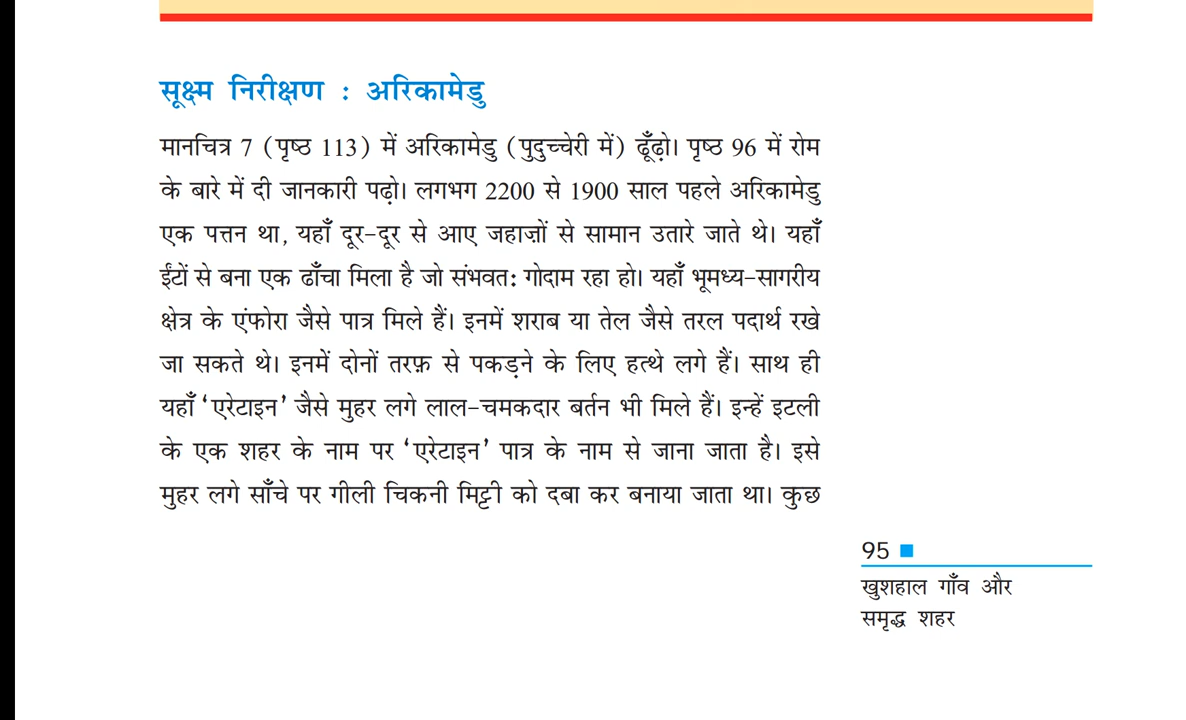 सूक्ष्म निरीक्षण : अरिकामेडु
मानचित्र 7 (पृष्ठ 113) में अरिकामेडु (पुदुच्चेरी में) ढूँढ़ो। पृष्ठ 96 में रोम
के बारे में दी जानकारी पढ़ो। लगभग 2200 से 1900 साल पहले अरिकामेडु
एक पत्तन था, यहाँ दूर-दूर से आए जहाज़ों से सामान उतारे जाते थे। यहाँ
ईंटों से बना एक ढाँचा मिला है जो संभवत: गोदाम रहा हो। यहाँ भूमध्य-सागरीय
क्षेत्र के एंफोरा जैसे पात्र मिले हैं। इनमें शराब या तेल जैसे तरल पदार्थ रखे
जा सकते थे। इनमें दोनों तरफ़ से पकड़ने के लिए हत्थे लगे हैं। साथ ही
यहाँ ‘एरेटाइन’ जैसे मुहर लगे लाल-चमकदार बर्तन भी मिले हैं। इन्हें इटली
के एक शहर के नाम पर ‘एरेटाइन’ पात्र के नाम से जाना जाता है। इसे
मुहर लगे साँचे पर गीली चिकनी मिट्टी को दबा कर बनाया जाता था। कुछ
95
खुशहाल गाँव और
समृद्ध शहर